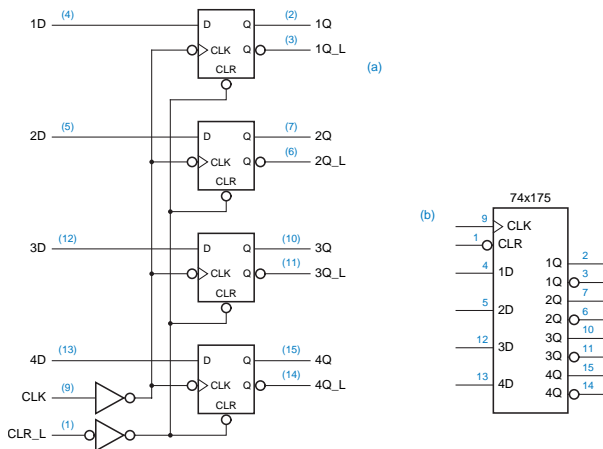 1D (4) D Q (2) 1Q
CLK Q (3) 1Q_L
CLR
(a)
2D (5) D Q (7) 2Q
CLK Q (6) 2Q_L
CLR
3D (12) D Q (10) 3Q
CLK Q (11) 3Q_L
CLR
4D (13) D Q (15) 4Q
CLK Q (14) 4Q_L
CLR
CLK (9)
CLR_L (1)
(b)
74x175
9 CLK
1 CLR
4 1D
5 2D
12 3D
13 4D
1Q 2
1Q 3
2Q 7
2Q 6
3Q 10
3Q 11
4Q 15
4Q 14